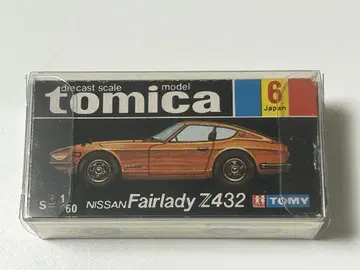 diecast scale model
tomica
6
Japan
S=1/60
NISSAN Fairlady Z432
TOMY